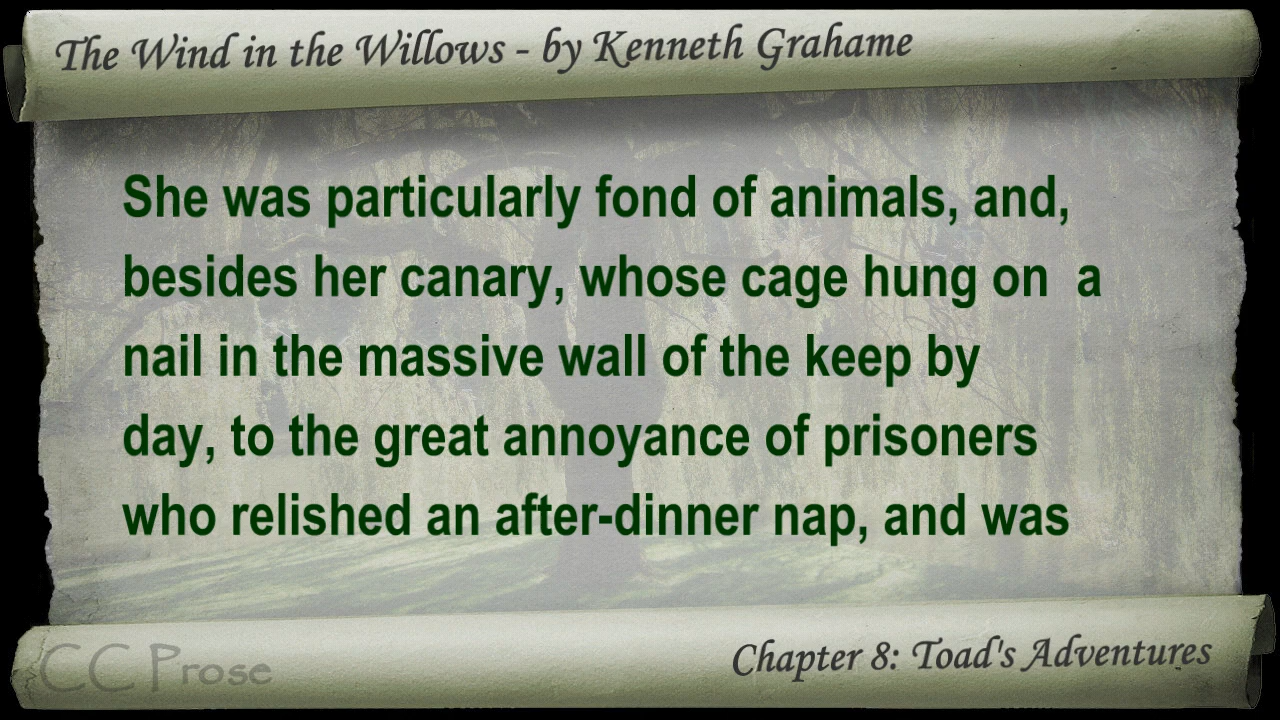 The Wind in the Willows - by Kenneth Grahame
She was particularly fond of animals, and,
besides her canary, whose cage hung on  a
nail in the massive wall of the keep by
day, to the great annoyance of prisoners
who relished an after-dinner nap, and was
CC Prose
Chapter 8: Toad's Adventures